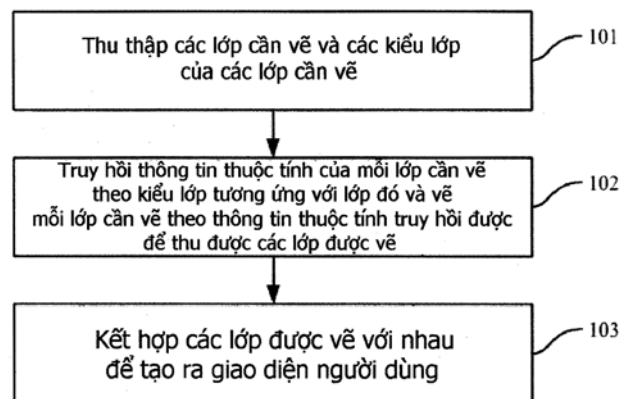 Thu thập các lớp cần vẽ và các kiểu lớp
của các lớp cần vẽ
101
Truy hồi thông tin thuộc tính của mỗi lớp cần vẽ
theo kiểu lớp tương ứng với lớp đó và vẽ
mỗi lớp cần vẽ theo thông tin thuộc tính truy hồi được
để thu được các lớp được vẽ
102
Kết hợp các lớp được vẽ với nhau
để tạo ra giao diện người dùng
103